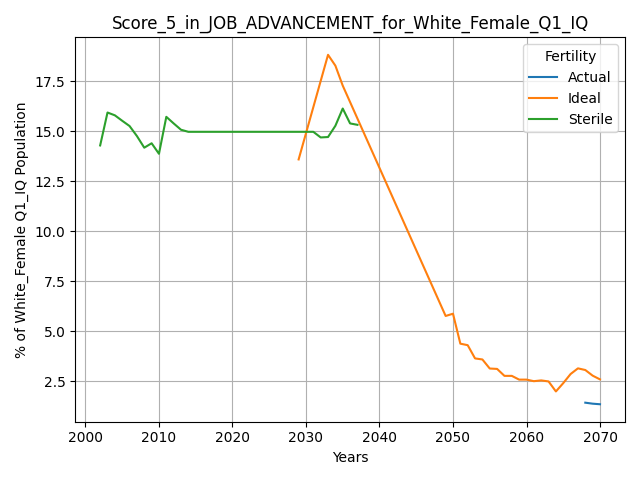 Score_5_in_JOB_ADVANCEMENT_for_White_Female_Q1_IQ
Fertility
Actual
Ideal
Sterile
% of White_Female Q1_IQ Population
17.5
15.0
12.5
10.0
7.5
5.0
2.5
2000 2010 2020 2030 2040 2050 2060 2070
Years